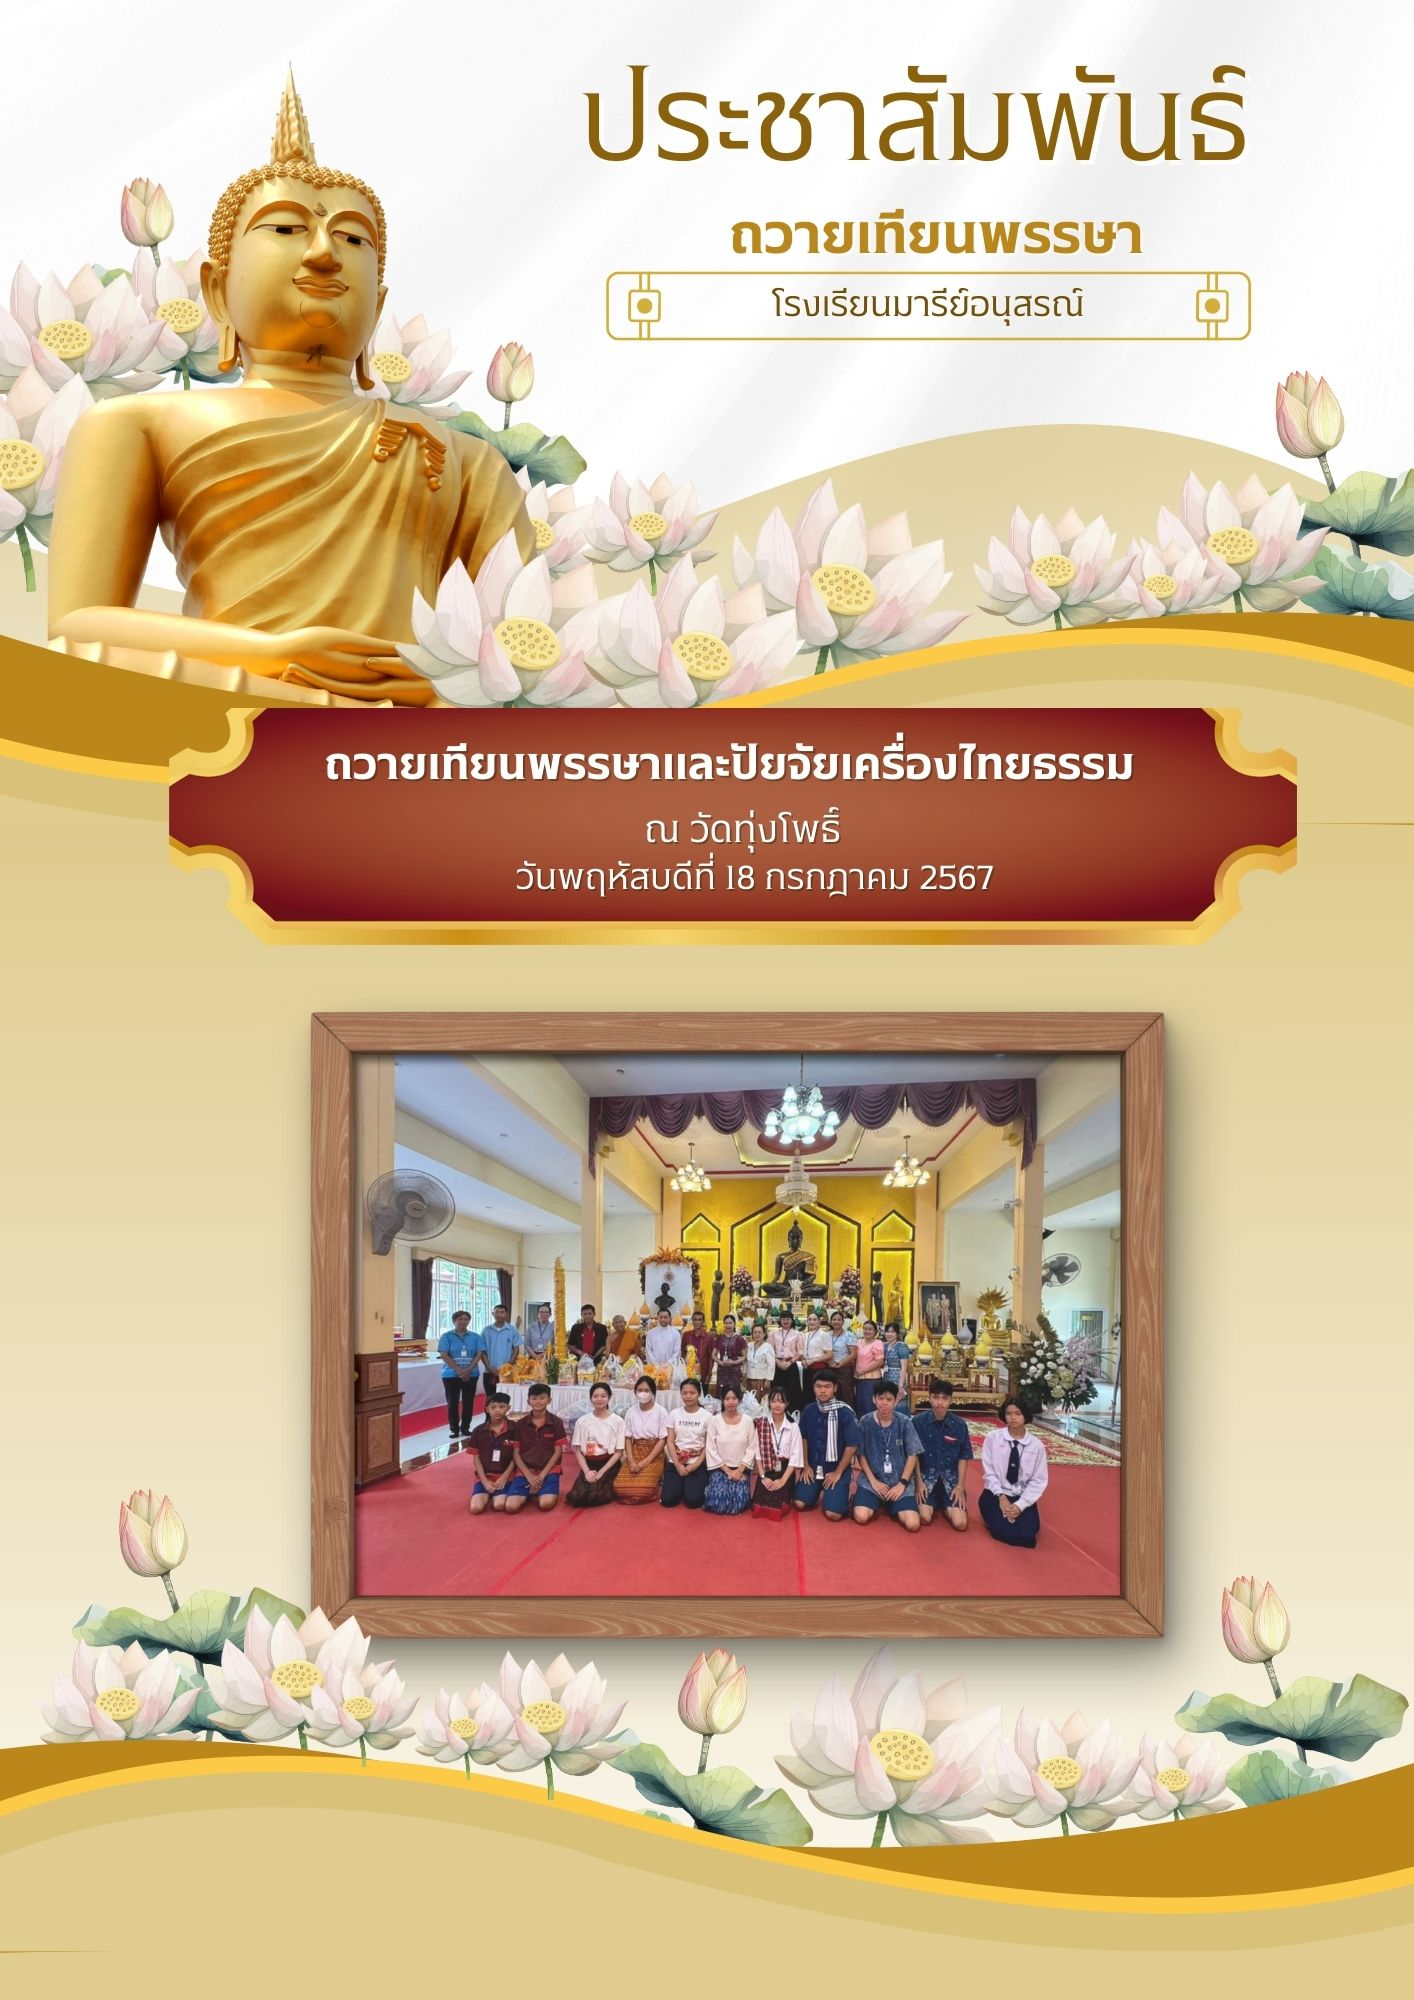 ประชาสัมพันธ์
ถวายเทียนพรรษา
โรงเรียนมารีย์อนุสรณ์
ถวายเทียนพรรษาและปัยจัยเครื่องไทยธรรม
ณ วัดทุ่งโพธิ์
วันพฤหัสบดีที่ 18 กรกฎาคม 2567